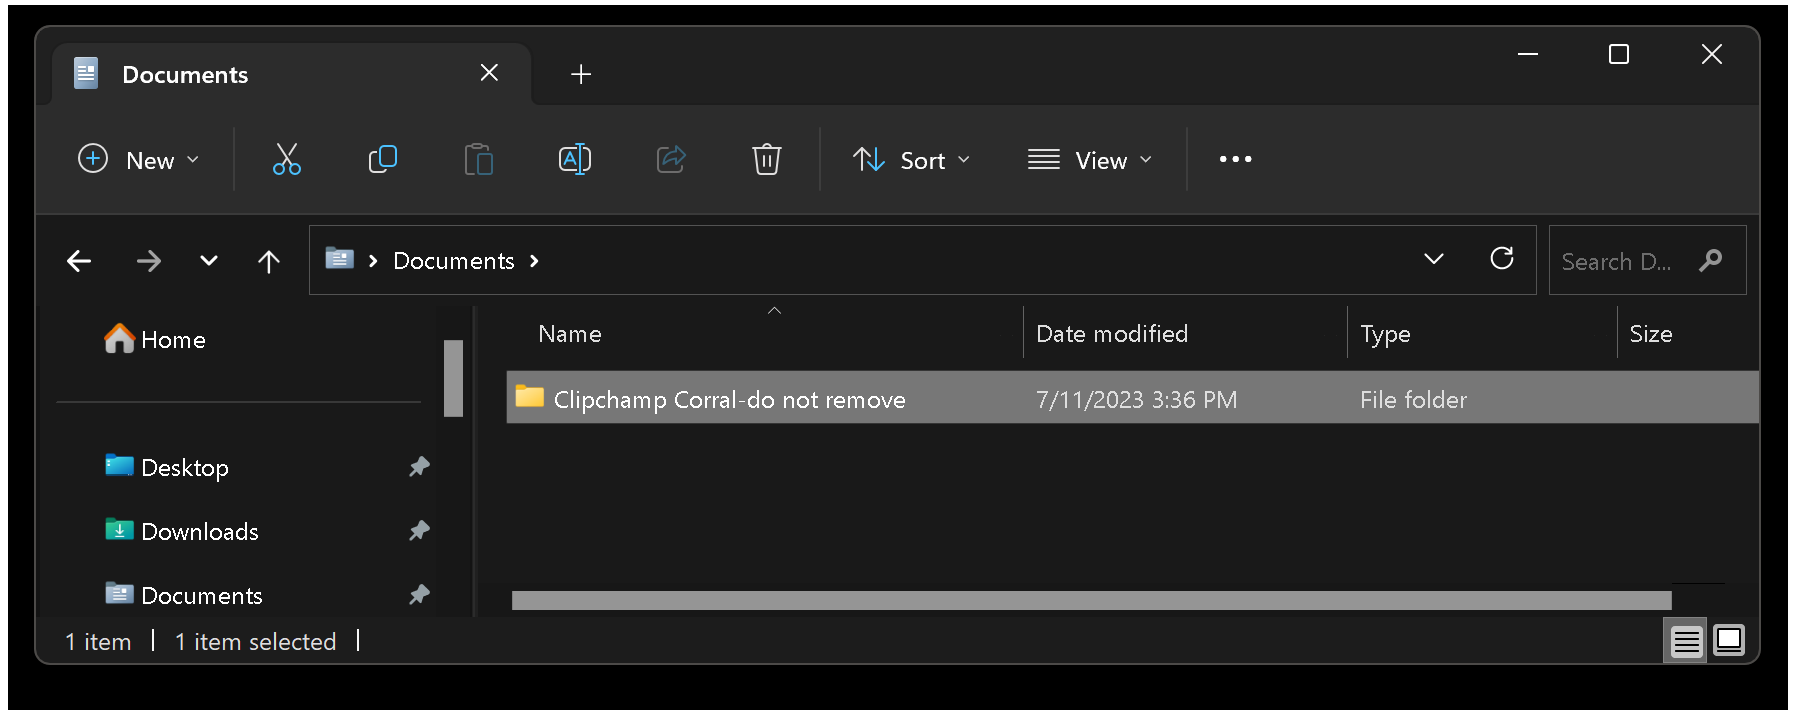 Documents
New
Sort
View
Documents
Search D...
Home
Desktop
Downloads
Documents
Name Date modified Type Size
Clipchamp Corral-do not remove 7/11/2023 3:36 PM File folder
1 item 1 item selected